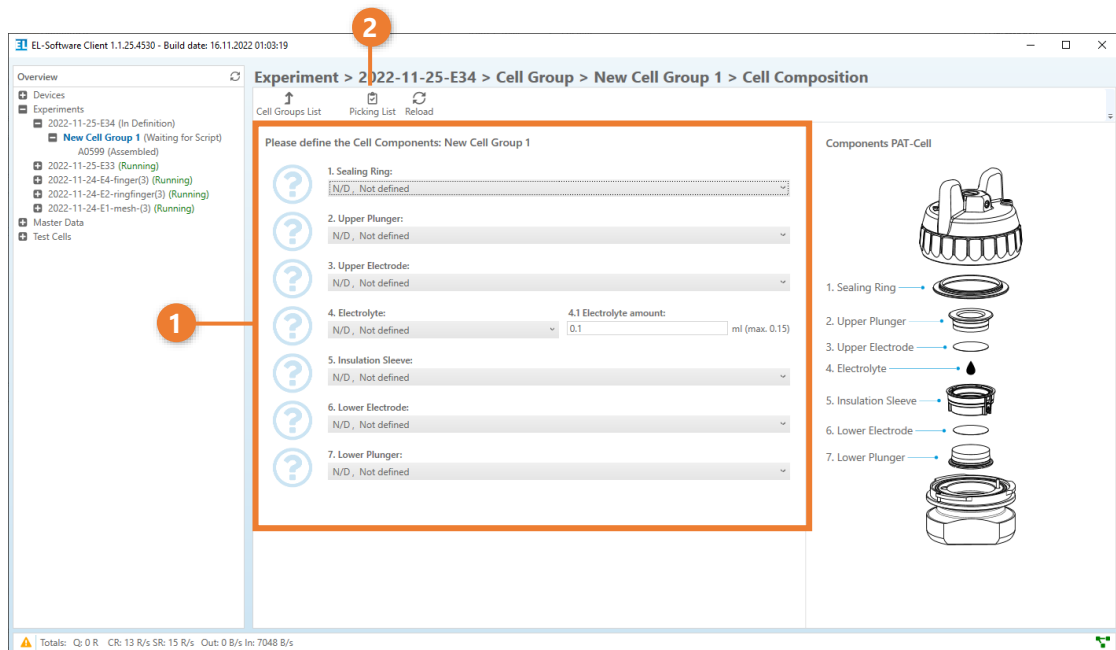 2
EL-Software Client 1.1.25.4530 - Build date: 16.11.2022 01:03:19
Overview
Devices
Experiments
2022-11-25-E34 (In Definition)
New Cell Group 1 (Waiting for Script)
A0599 (Assembled)
2022-11-25-E33 (Running)
2022-11-24-E4-finger(3) (Running)
2022-11-24-E2-ringfinger(3) (Running)
2022-11-24-E1-mesh-(3) (Running)
Master Data
Test Cells
Experiment > 2022-11-25-E34 > Cell Group > New Cell Group 1 > Cell Composition
Cell Groups List Picking List Reload
1
Please define the Cell Components: New Cell Group 1
1. Sealing Ring:
N/D , Not defined
2. Upper Plunger:
N/D , Not defined
3. Upper Electrode:
N/D , Not defined
4. Electrolyte: 4.1 Electrolyte amount:
N/D , Not defined 0.1 ml (max. 0.15)
5. Insulation Sleeve:
N/D , Not defined
6. Lower Electrode:
N/D , Not defined
7. Lower Plunger:
N/D , Not defined
Components PAT-Cell
1. Sealing Ring
2. Upper Plunger
3. Upper Electrode
4. Electrolyte
5. Insulation Sleeve
6. Lower Electrode
7. Lower Plunger
Totals: Q: 0 R CR: 13 R/s SR: 15 R/s Out: 0 B/s In: 7048 B/s